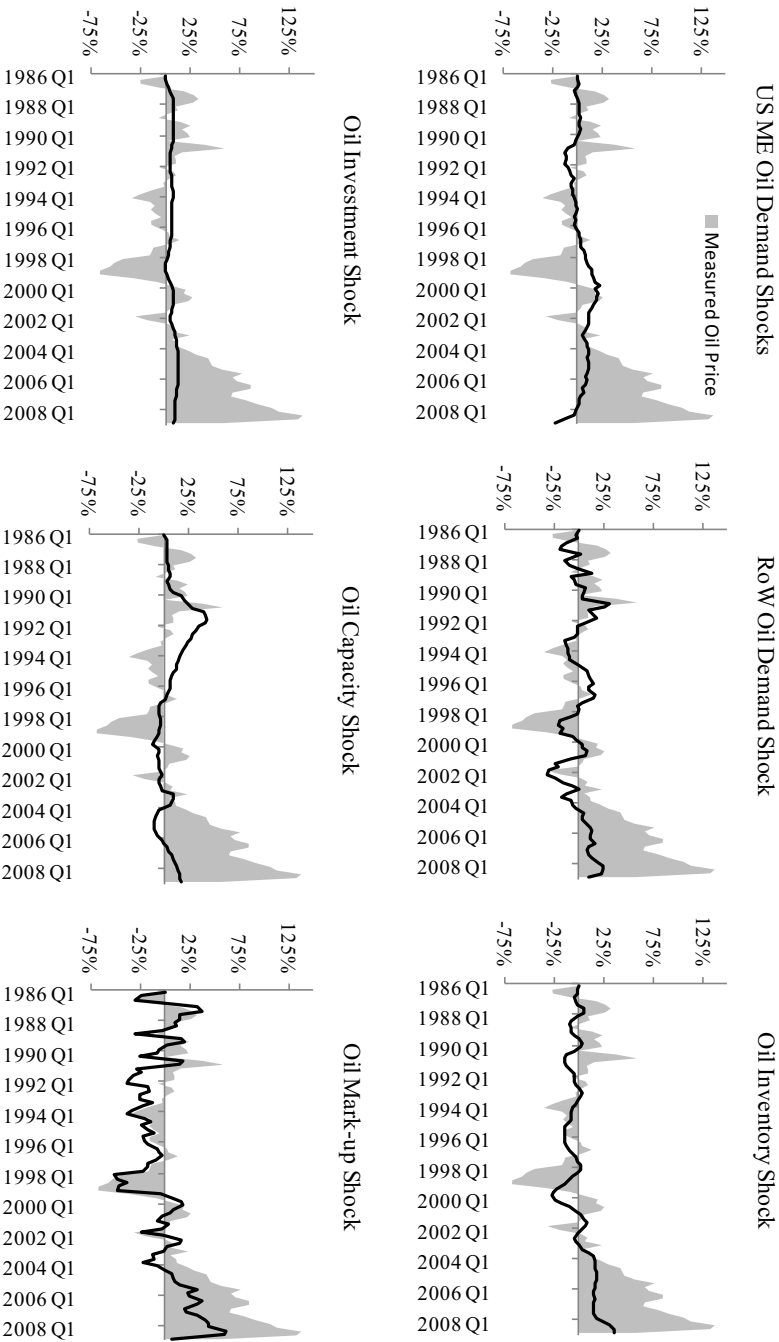 US ME Oil Demand Shocks
125%
75%
25%
-25%
-75%
Measured Oil Price
1986 Q1
1988 Q1
1990 Q1
1992 Q1
1994 Q1
1996 Q1
1998 Q1
2000 Q1
2002 Q1
2004 Q1
2006 Q1
2008 Q1
RoW Oil Demand Shock
125%
75%
25%
-25%
-75%
1986 Q1
1988 Q1
1990 Q1
1992 Q1
1994 Q1
1996 Q1
1998 Q1
2000 Q1
2002 Q1
2004 Q1
2006 Q1
2008 Q1
Oil Inventory Shock
125%
75%
25%
-25%
-75%
1986 Q1
1988 Q1
1990 Q1
1992 Q1
1994 Q1
1996 Q1
1998 Q1
2000 Q1
2002 Q1
2004 Q1
2006 Q1
2008 Q1
Oil Investment Shock
125%
75%
25%
-25%
-75%
1986 Q1
1988 Q1
1990 Q1
1992 Q1
1994 Q1
1996 Q1
1998 Q1
2000 Q1
2002 Q1
2004 Q1
2006 Q1
2008 Q1
Oil Capacity Shock
125%
75%
25%
-25%
-75%
1986 Q1
1988 Q1
1990 Q1
1992 Q1
1994 Q1
1996 Q1
1998 Q1
2000 Q1
2002 Q1
2004 Q1
2006 Q1
2008 Q1
Oil Mark-up Shock
125%
75%
25%
-25%
-75%
1986 Q1
1988 Q1
1990 Q1
1992 Q1
1994 Q1
1996 Q1
1998 Q1
2000 Q1
2002 Q1
2004 Q1
2006 Q1
2008 Q1